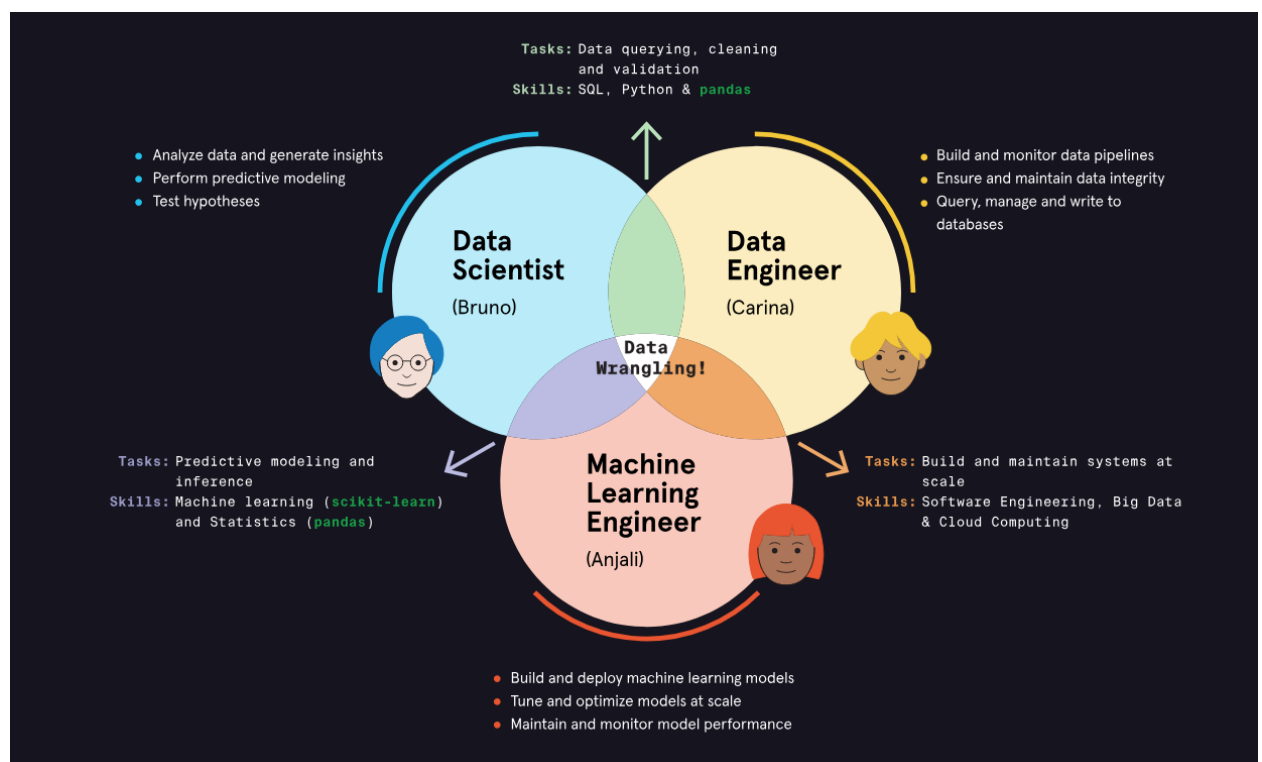 Tasks: Data querying, cleaning
and validation
Skills: SQL, Python & pandas
Analyze data and generate insights
Perform predictive modeling
Test hypotheses
Build and monitor data pipelines
Ensure and maintain data integrity
Query, manage and write to
databases
Data
Scientist
(Bruno)
Data
Engineer
(Carina)
Data
Wrangling!
Tasks: Predictive modeling and
inference
Skills: Machine learning (scikit-learn)
and Statistics (pandas)
Machine
Learning
Engineer
(Anjali)
Tasks: Build and maintain systems at
scale
Skills: Software Engineering, Big Data
& Cloud Computing
Build and deploy machine learning models
Tune and optimize models at scale
Maintain and monitor model performance